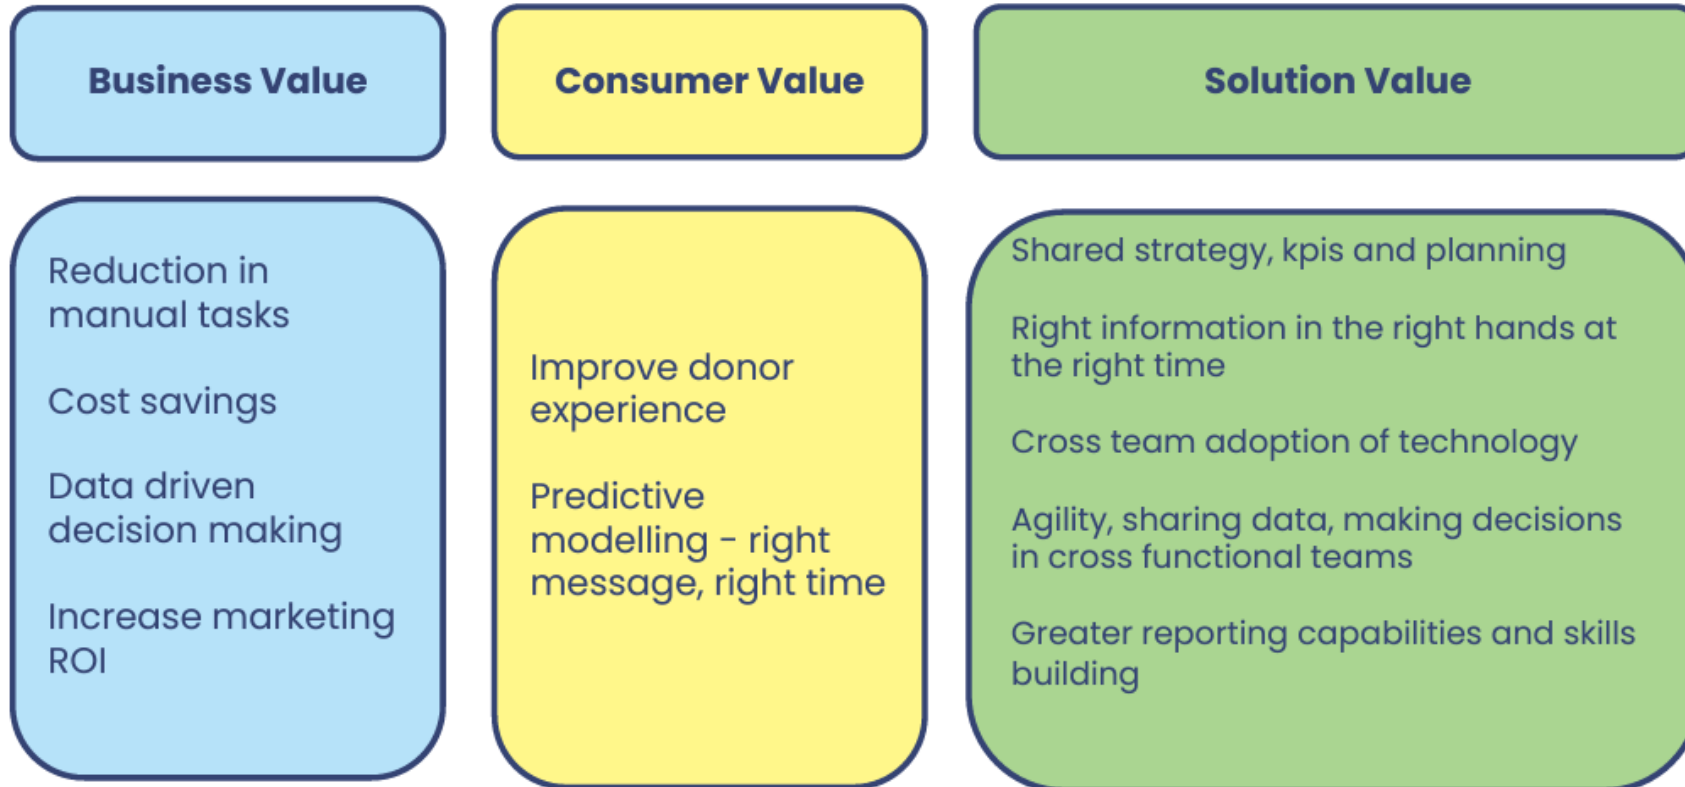 Business Value
Consumer Value
Solution Value
Reduction in
manual tasks
Cost savings
Data driven
decision making
Increase marketing
ROI
Improve donor
experience
Predictive
modelling - right
message, right time
Shared strategy, kpis and planning
Right information in the right hands at
the right time
Cross team adoption of technology
Agility, sharing data, making decisions
in cross functional teams
Greater reporting capabilities and skills
building